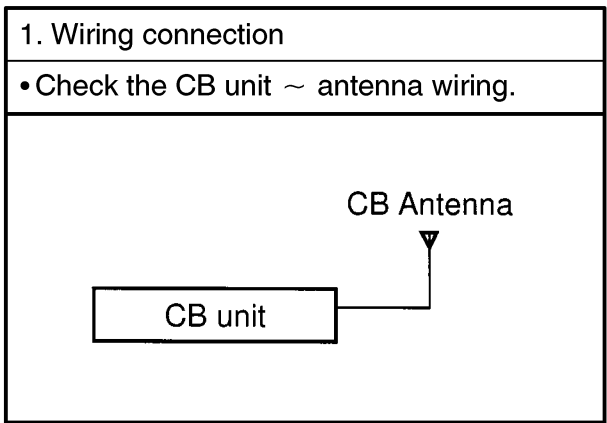 1. Wiring connection
•Check the CB unit ~ antenna wiring.
CB Antenna
CB unit